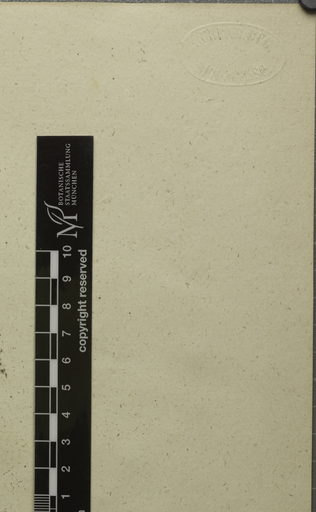 BOTANISCHE
STAATSSAMMLUNG
MÜNCHEN
copyright reserved
10
9
8
7
6
5
4
3
2
1